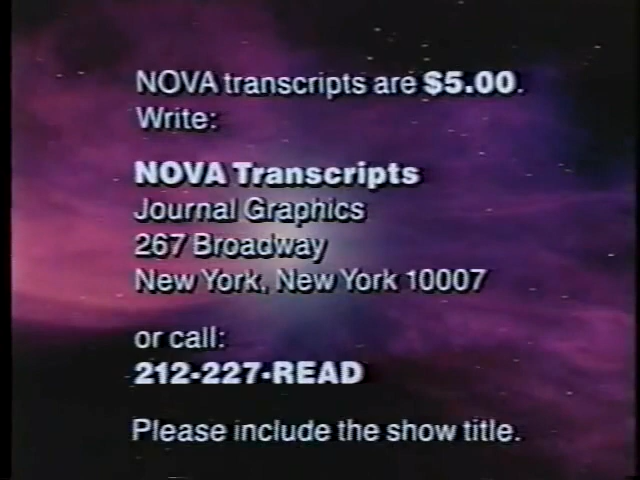 NOVA transcripts are $5.00.
Write:
NOVA Transcripts
Journal Graphics
267 Broadway
New York, New York 10007
or call:
212-227-READ
Please include the show title.